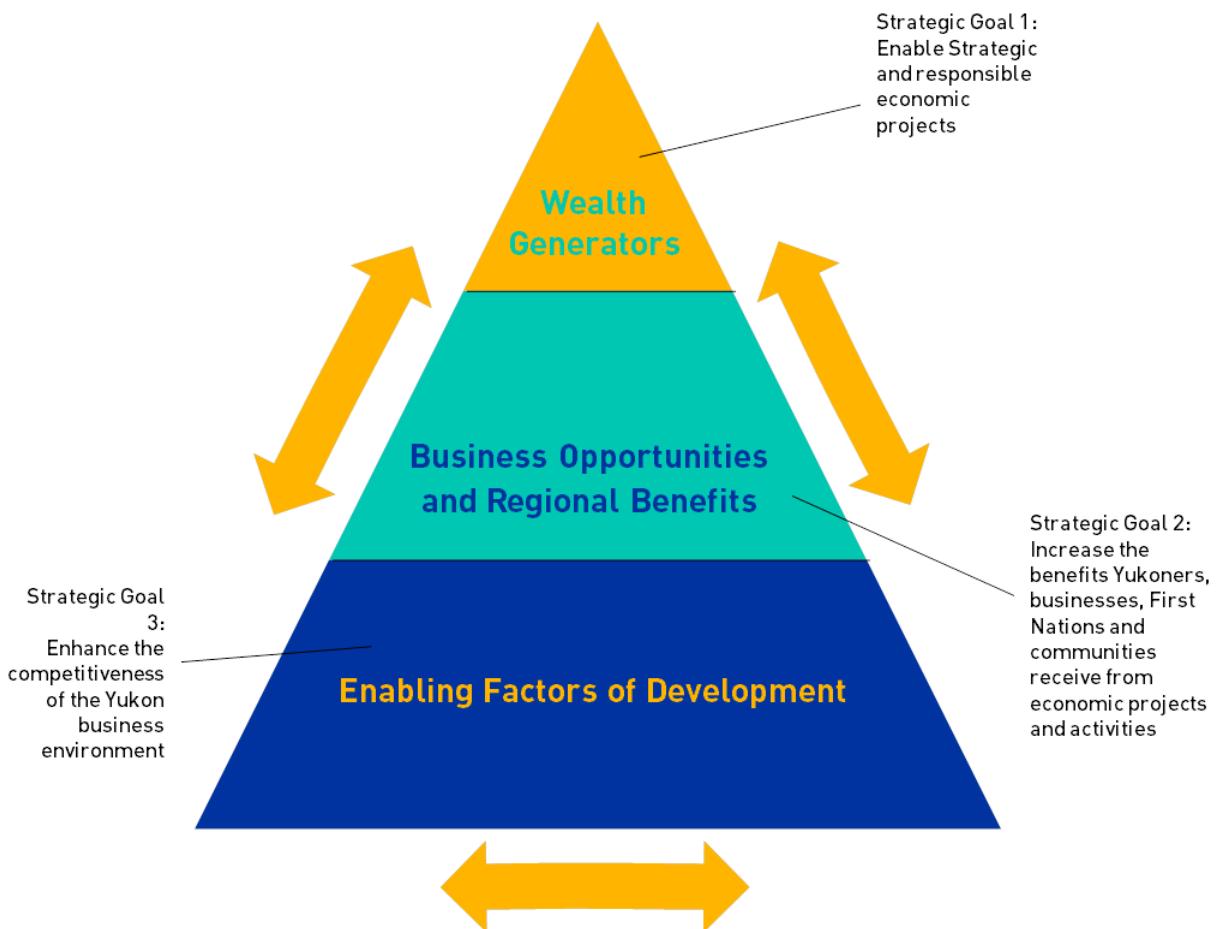 Strategic Goal 1:
Enable Strategic
and responsible
economic
projects
Wealth
Generators
Business Opportunities
and Regional Benefits
Strategic Goal 2:
Increase the
benefits Yukoners,
businesses, First
Nations and
communities
receive from
economic projects
and activities
Strategic Goal
3:
Enhance the
competitiveness
of the Yukon
business
environment
Enabling Factors of Development